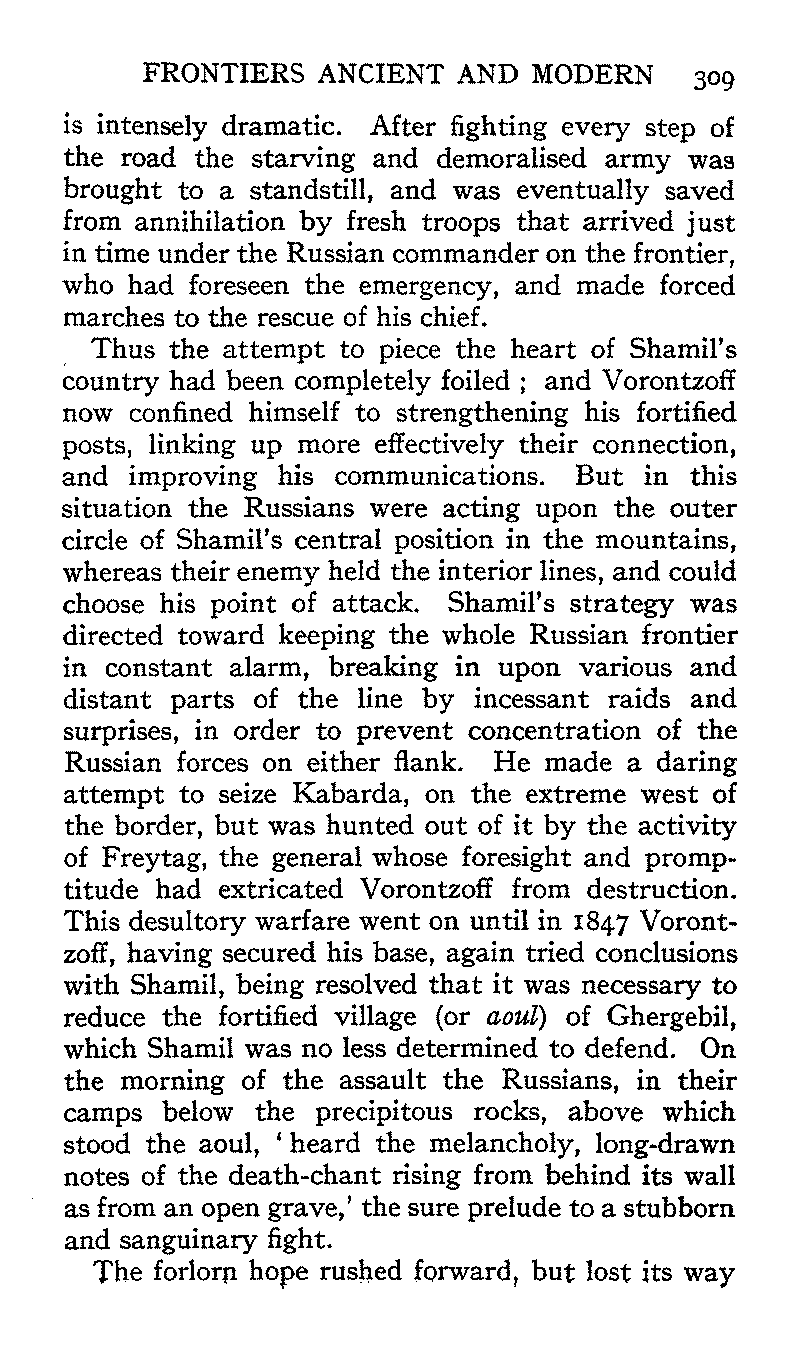 FRONTIERS ANCIENT AND MODERN 309
is intensely dramatic. After fighting every step of
the road the starving and demoralised army was
brought to a standstill, and was eventually saved
from annihilation by fresh troops that arrived just
in time under the Russian commander on the frontier,
who had foreseen the emergency, and made forced
marches to the rescue of his chief.
Thus the attempt to piece the heart of Shamil's
country had been completely foiled ; and Vorontzoff
now confined himself to strengthening his fortified
posts, linking up more effectively their connection,
and improving his communications. But in this
situation the Russians were acting upon the outer
circle of Shamil's central position in the mountains,
whereas their enemy held the interior lines, and could
choose his point of attack. Shamil's strategy was
directed toward keeping the whole Russian frontier
in constant alarm, breaking in upon various and
distant parts of the line by incessant raids and
surprises, in order to prevent concentration of the
Russian forces on either flank. He made a daring
attempt to seize Kabarda, on the extreme west of
the border, but was hunted out of it by the activity
of Freytag, the general whose foresight and promp-
titude had extricated Vorontzoff from destruction.
This desultory warfare went on until in 1847 Voront-
zoff, having secured his base, again tried conclusions
with Shamil, being resolved that it was necessary to
reduce the fortified village (or aoul) of Ghergebil,
which Shamil was no less determined to defend. On
the morning of the assault the Russians, in their
camps below the precipitous rocks, above which
stood the aoul, ' heard the melancholy, long-drawn
notes of the death-chant rising from behind its wall
as from an open grave,' the sure prelude to a stubborn
and sanguinary fight.
The forlorn hope rushed forward, but lost its way